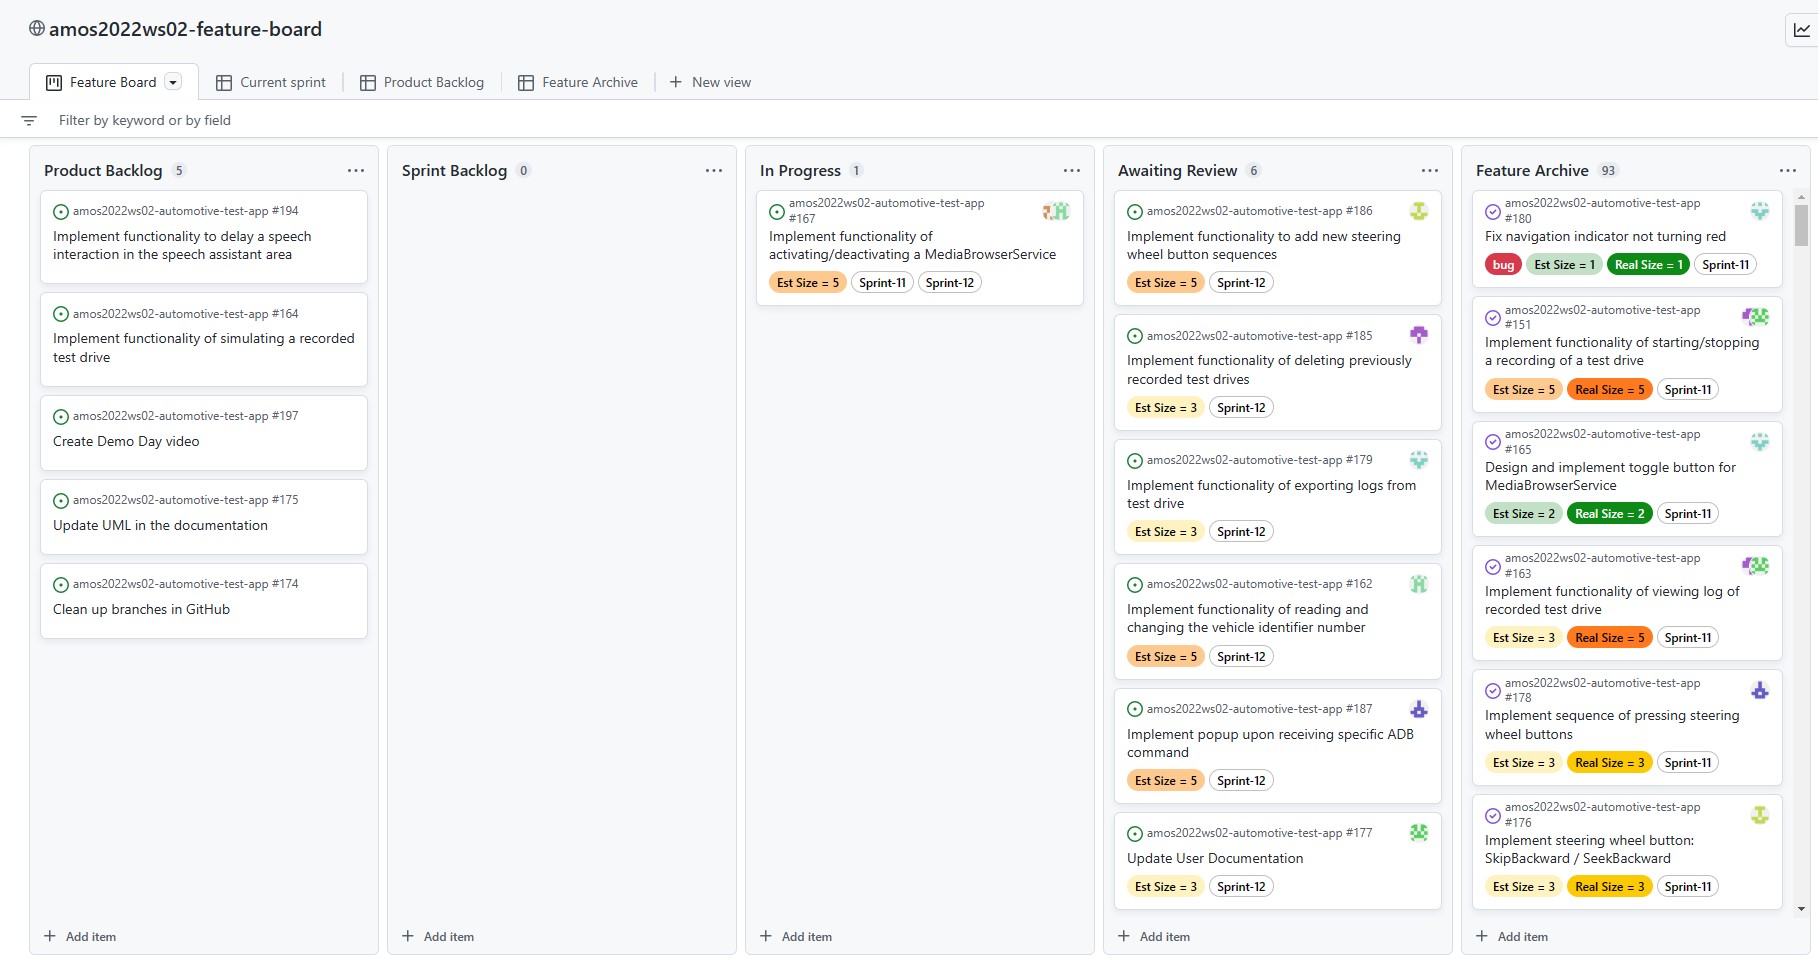 amos2022ws02-feature-board
Feature Board
Current sprint
Product Backlog
Feature Archive
New view
Filter by keyword or by field
Product Backlog 5
amos2022ws02-automotive-test-app #194
Implement functionality to delay a speech
interaction in the speech assistant area
amos2022ws02-automotive-test-app #164
Implement functionality of simulating a recorded
test drive
amos2022ws02-automotive-test-app #197
Create Demo Day video
amos2022ws02-automotive-test-app #175
Update UML in the documentation
amos2022ws02-automotive-test-app #174
Clean up branches in GitHub
Add item
Sprint Backlog 0
Add item
In Progress 1
amos2022ws02-automotive-test-app
#167
Implement functionality of
activating/deactivating a MediaBrowserService
Est Size = 5 Sprint-11 Sprint-12
Add item
Awaiting Review 6
amos2022ws02-automotive-test-app #186
Implement functionality to add new steering
wheel button sequences
Est Size = 5 Sprint-12
amos2022ws02-automotive-test-app #185
Implement functionality of deleting previously
recorded test drives
Est Size = 3 Sprint-12
amos2022ws02-automotive-test-app #179
Implement functionality of exporting logs from
test drive
Est Size = 3 Sprint-12
amos2022ws02-automotive-test-app #162
Implement functionality of reading and
changing the vehicle identifier number
Est Size = 5 Sprint-12
amos2022ws02-automotive-test-app #187
Implement popup upon receiving specific ADB
command
Est Size = 5 Sprint-12
amos2022ws02-automotive-test-app #177
Update User Documentation
Est Size = 3 Sprint-12
Add item
Feature Archive 93
amos2022ws02-automotive-test-app
#180
Fix navigation indicator not turning red
bug Est Size = 1 Real Size = 1 Sprint-11
amos2022ws02-automotive-test-app
#151
Implement functionality of starting/stopping
a recording of a test drive
Est Size = 5 Real Size = 5 Sprint-11
amos2022ws02-automotive-test-app
#165
Design and implement toggle button for
MediaBrowserService
Est Size = 2 Real Size = 2 Sprint-11
amos2022ws02-automotive-test-app
#163
Implement functionality of viewing log of
recorded test drive
Est Size = 3 Real Size = 5 Sprint-11
amos2022ws02-automotive-test-app
#178
Implement sequence of pressing steering
wheel buttons
Est Size = 3 Real Size = 3 Sprint-11
amos2022ws02-automotive-test-app
#176
Implement steering wheel button:
SkipBackward / SeekBackward
Est Size = 3 Real Size = 3 Sprint-11
Add item